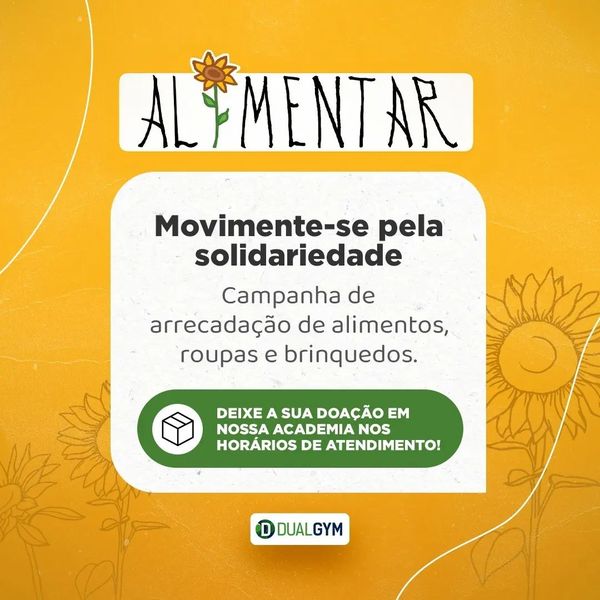 ALIMENTAR
Movimente-se pela
solidariedade
Campanha de
arrecadação de alimentos,
roupas e brinquedos.
DEIXE A SUA DOAÇÃO EM
NOSSA ACADEMIA NOS
HORÁRIOS DE ATENDIMENTO!
DUALGYM